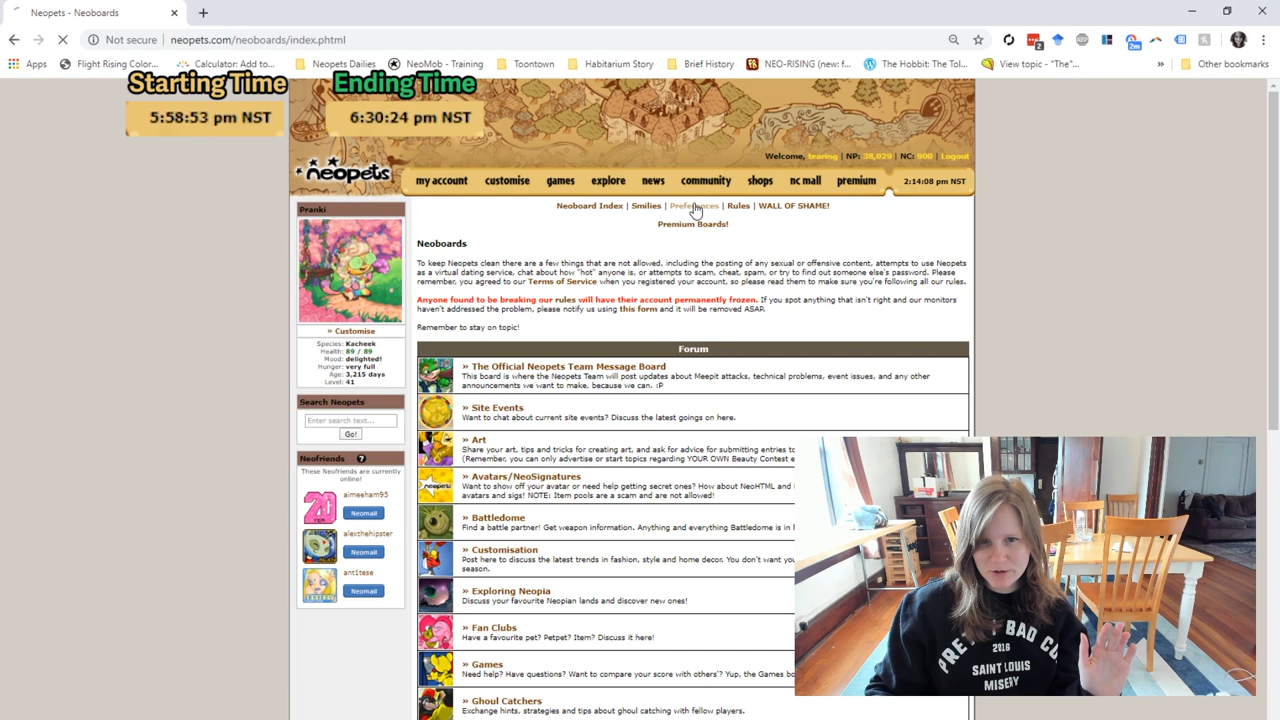 Neopets - Neoboards
Not secure | neopets.com/neoboards/index.phtml
2
2m
Apps
Flight Rising Color...
Calculator: Add to...
Neopets Dailies
NeoMob - Training
Toontown
Habitarium Story
Brief History
NEO-RISING (new: f...
The Hobbit: The Tol...
View topic - "The"...
»
Other bookmarks
Starting Time
Ending Time
5:58:53 pm NST
6:30:24 pm NST
Welcome, tearing | NP: 38,029 | NC: 900 | Logout
neopets
my account
customise
games
explore
news
community
shops
nc mall
premium
2:14:08 pm NST
Pranki
» Customise
Species: Kacheek
Health: 89 / 89
Mood: delighted!
Hunger: very full
Age: 3,215 days
Level: 41
Search Neopets
Enter search text...
Go!
Neofriends
These Neofriends are currently
online!
aimeeham95
Neomail
alexthehipster
Neomail
ant1tese
Neomail
Neoboard Index | Smilies | Preferences | Rules | WALL OF SHAME!
Premium Boards!
Neoboards
To keep Neopets clean there are a few things that are not allowed, including the posting of any sexual or offensive content, attempts to use Neopets
as a virtual dating service, chat about how "hot" anyone is, or attempts to scam, cheat, spam, or try to find out someone else's password. Please
remember, you agreed to our Terms of Service when you registered your account, so please read them to make sure you're following all our rules.
Anyone found to be breaking our rules will have their account permanently frozen. If you spot anything that isn't right and our monitors
haven't addressed the problem, please notify us using this form and it will be removed ASAP.
Remember to stay on topic!
Forum
» The Official Neopets Team Message Board
This board is where the Neopets Team will post updates about Meepit attacks, technical problems, event issues, and any other
announcements we want to make, because we can. :P
» Site Events
Want to chat about current site events? Discuss the latest goings on here.
» Art
Share your art, tips and tricks for creating art, and ask for advice for submitting entries to
(Remember, you can only advertise or start topics regarding YOUR OWN Beauty Contest e
» Avatars/NeoSignatures
Want to show off your avatar or need help getting secret ones? How about NeoHTML and
avatars and sigs! NOTE: Item pools are a scam and are not allowed!
» Battledome
Find a battle partner! Get weapon information. Anything and everything Battledome is in
» Customisation
Post here to discuss the latest trends in fashion, style and home decor. You don't want you
season.
» Exploring Neopia
Discuss your favourite Neopian lands and discover new ones!
» Fan Clubs
Have a favourite pet? Petpet? Item? Discuss it here!
» Games
Need help? Have questions? Want to compare your score with others'? Yup, the Games bo
» Ghoul Catchers
Exchange hints, strategies and tips about ghoul catching with fellow players.
2016
SAINT LOUIS
MISERY